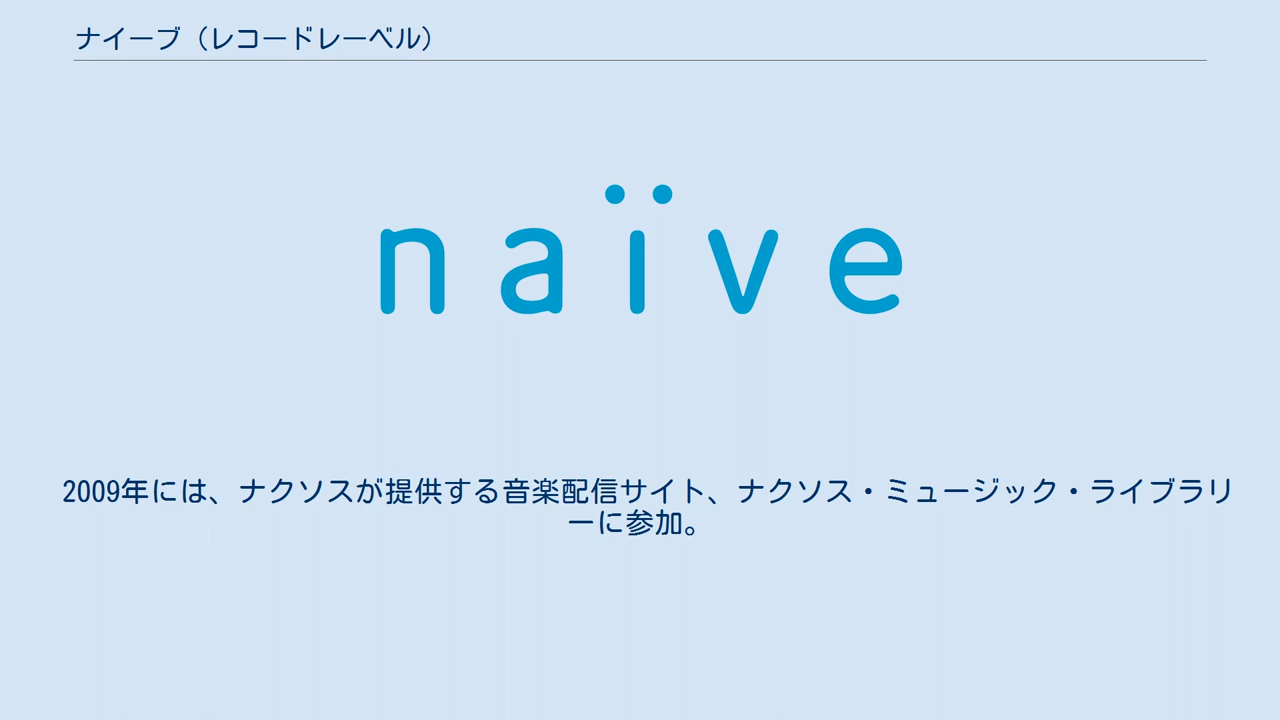 ナイーブ（レコードレーベル）
naïve
2009年には、ナクソスが提供する音楽配信サイト、ナクソス・ミュージック・ライブラリ
ーに参加。